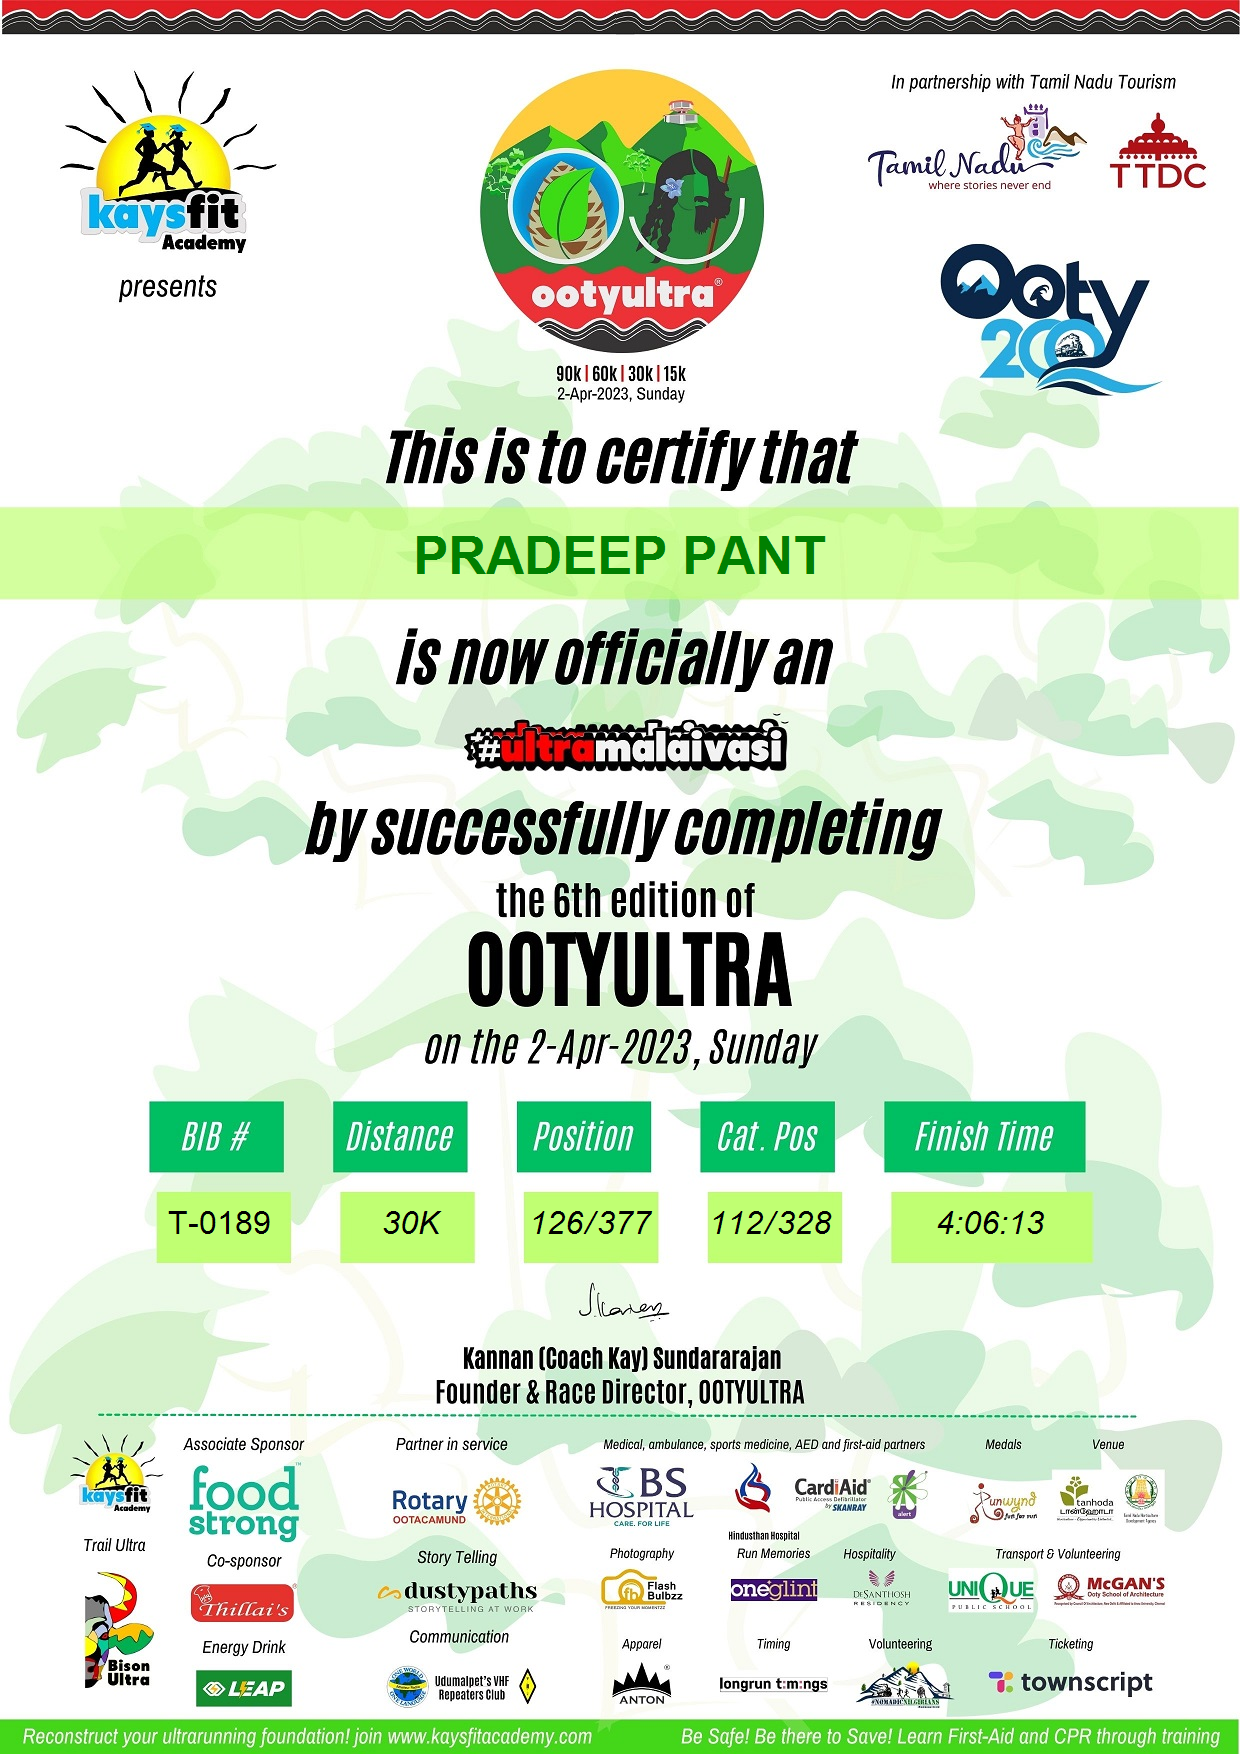 kaysfit
Academy
presents
ootyultra®
90k | 60k | 30k | 15k
2-Apr-2023, Sunday
In partnership with Tamil Nadu Tourism
Tamil Nadu
where stories never end
TTDC
Ooty
200
This is to certify that
PRADEEP PANT
is now officially an
#ultramalaivasi
by successfully completing
the 6th edition of
OOTYULTRA
on the 2-Apr-2023, Sunday
BIB # Distance Position Cat. Pos Finish Time
T-0189 30K 126/377 112/328 4:06:13
Kannan (Coach Kay) Sundararajan
Founder & Race Director, OOTYULTRA
kaysfit
Academy
Trail Ultra
Bison
Ultra
Associate Sponsor
food
strong
Co-sponsor
Thillai's
Energy Drink
LEAP
Partner in service
Rotary
OOTACAMUND
Story Telling
dustypaths
STORYTELLING AT WORK
Communication
ONE WORLD
ONE LANGUAGE
Udumalpet's VHF
Repeaters Club
Medical, ambulance, sports medicine, AED and first-aid partners
TBS
HOSPITAL
CARE. FOR LIFE
Hindusthan Hospital
CardiAid®
Public Access Defibrillator
by SKANRAY
alert
Photography
Flash
Bulbzz
FREEZING YOUR MOMENTZZ
Run Memories
oneglint
Hospitality
DESANTHOSH
RESIDENCY
Apparel
ANTON
Timing
longrun t:m:ngs
Volunteering
#NOMADICNILGIRIANS
Medals
runwynd
Venue
tanhoda
டான்ஹோடா
Transport & Volunteering
UNIQUE
PUBLIC SCHOOL
McGAN'S
Ooty School of Architecture
Ticketing
townscript
Reconstruct your ultrarunning foundation! join www.kaysfitacademy.com
Be Safe! Be there to Save! Learn First-Aid and CPR through training